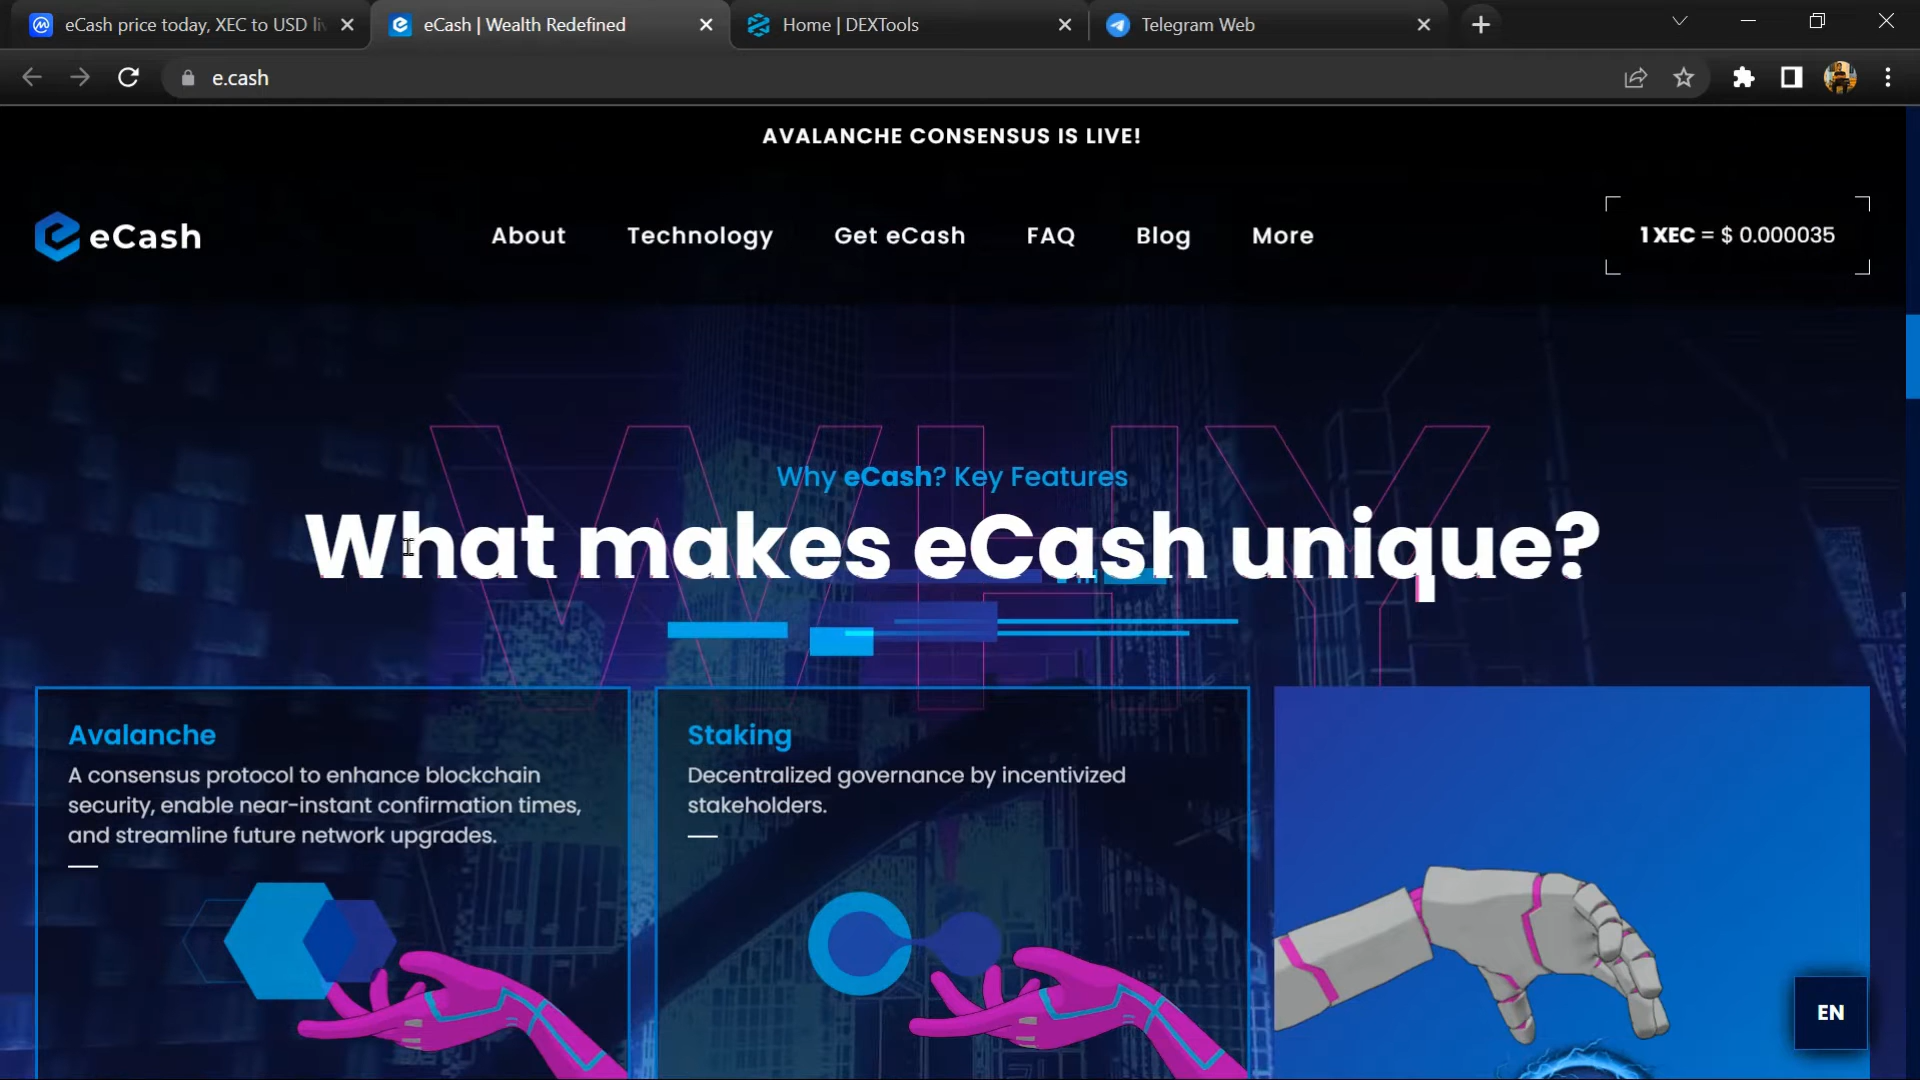 eCash price today, XEC to USD li
eCash | Wealth Redefined
Home | DEXTools
Telegram Web
e.cash
AVALANCHE CONSENSUS IS LIVE!
eCash
About
Technology
Get eCash
FAQ
Blog
More
1 XEC = $ 0.000035
WHY
Why eCash? Key Features
What makes eCash unique?
Avalanche
A consensus protocol to enhance blockchain
security, enable near-instant confirmation times,
and streamline future network upgrades.
Staking
Decentralized governance by incentivized
stakeholders.
EN